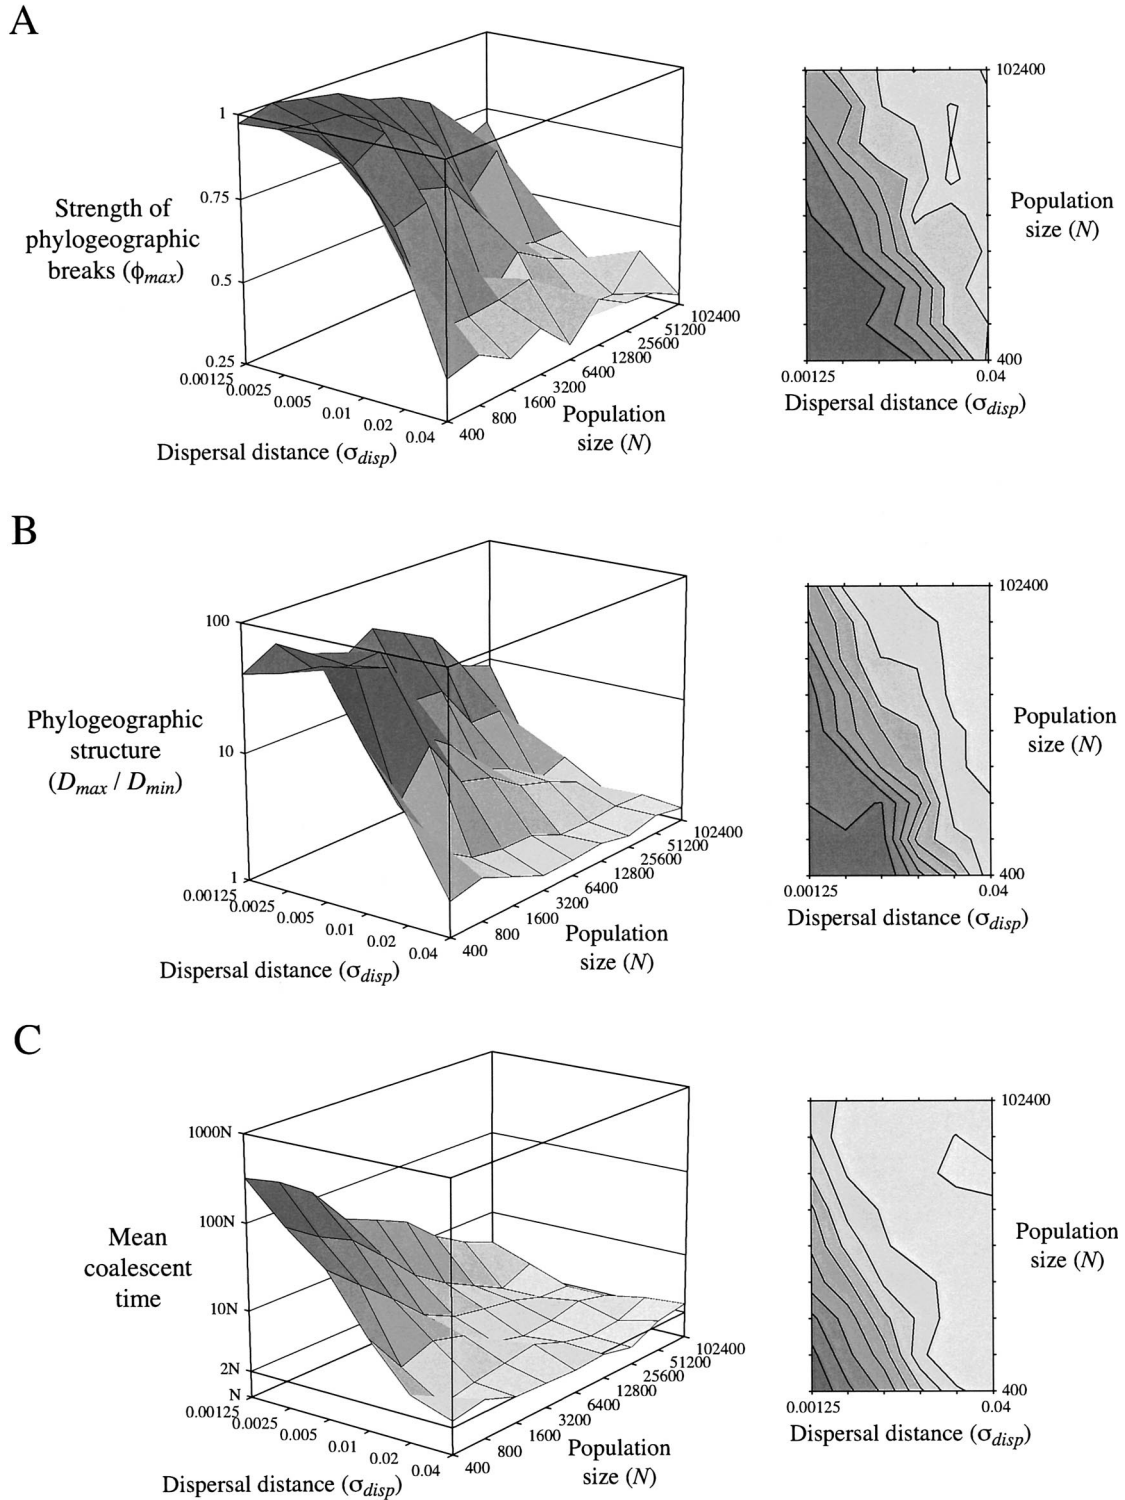 A
1
0.75
0.5
0.25
Strength of
phylogeographic
breaks (ϕmax)
0.00125
0.0025
0.005
0.01
0.02
0.04
Dispersal distance (σdisp)
400
800
1600
3200
6400
12800
25600
51200
102400
Population
size (N)
102400
Population
size (N)
400
0.00125
0.04
Dispersal distance (σdisp)
B
100
10
1
Phylogeographic
structure
(Dmax / Dmin)
0.00125
0.0025
0.005
0.01
0.02
0.04
Dispersal distance (σdisp)
400
800
1600
3200
6400
12800
25600
51200
102400
Population
size (N)
102400
Population
size (N)
400
0.00125
0.04
Dispersal distance (σdisp)
C
1000N
100N
10N
2N
N
Mean
coalescent
time
0.00125
0.0025
0.005
0.01
0.02
0.04
Dispersal distance (σdisp)
400
800
1600
3200
6400
12800
25600
51200
102400
Population
size (N)
102400
Population
size (N)
400
0.00125
0.04
Dispersal distance (σdisp)